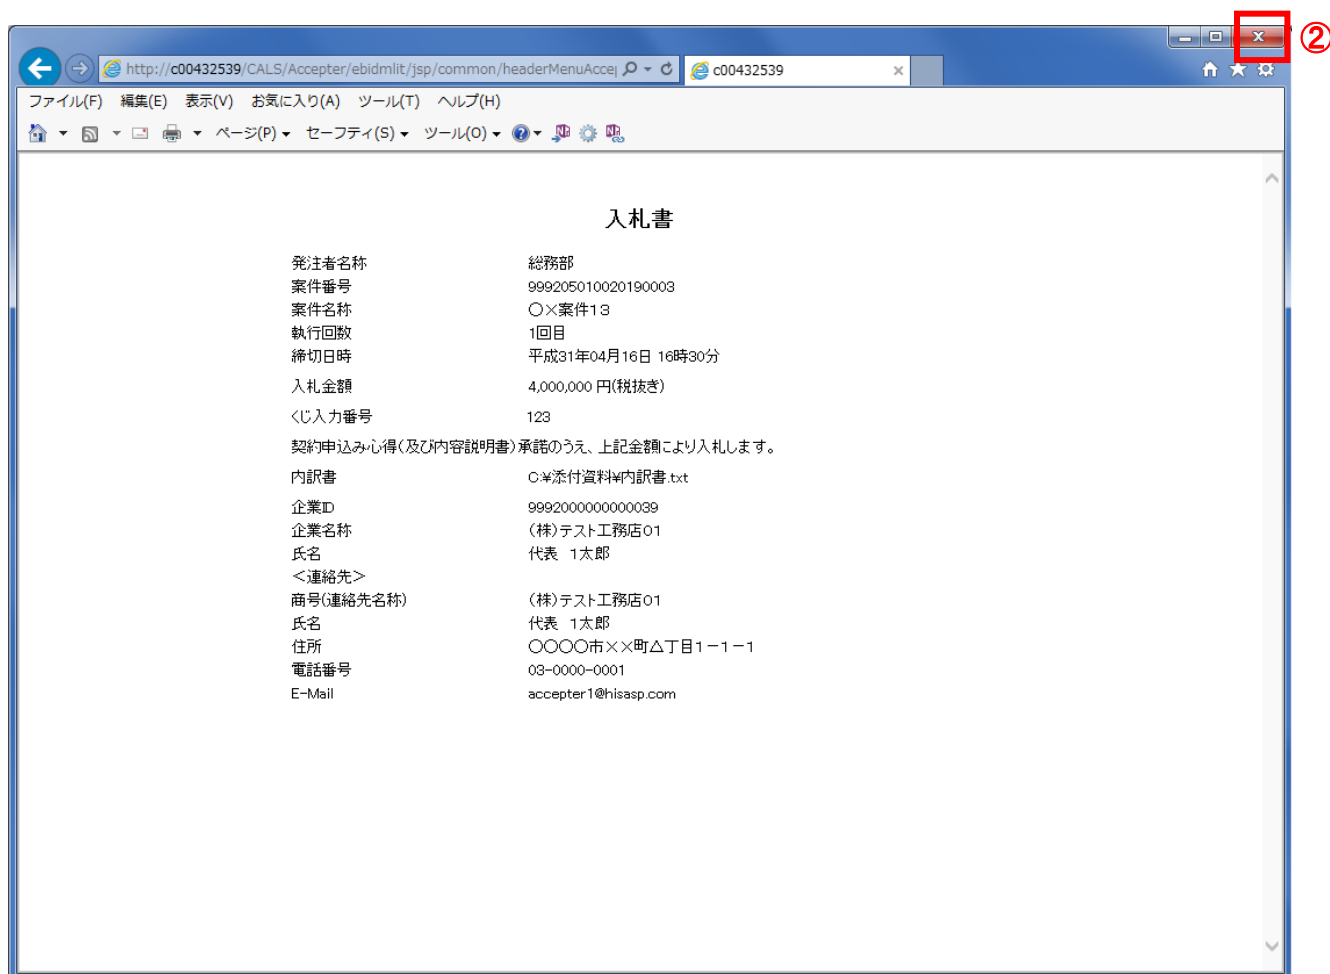 ②
http://c00432539/CALS/Accepter/ebidmlit/jsp/common/headerMenuAccej
c00432539
ファイル(F) 編集(E) 表示(V) お気に入り(A) ツール(T) ヘルプ(H)
ページ(P) セーフティ(S) ツール(O)
入札書
発注者名称 総務部
案件番号 999205010020190003
案件名称 〇×案件13
執行回数 1回目
締切日時 平成31年04月16日 16時30分
入札金額 4,000,000 円(税抜き)
くじ入力番号 123
契約申込み心得(及び内容説明書)承諾のうえ、上記金額により入札します。
内訳書 C:¥添付資料¥内訳書.txt
企業ID 9992000000000039
企業名称 (株)テスト工務店01
氏名 代表 1太郎
＜連絡先＞
商号(連絡先名称) (株)テスト工務店01
氏名 代表 1太郎
住所 〇〇〇〇市××町△丁目1－1－1
電話番号 03-0000-0001
E-Mail accepter1@hisasp.com